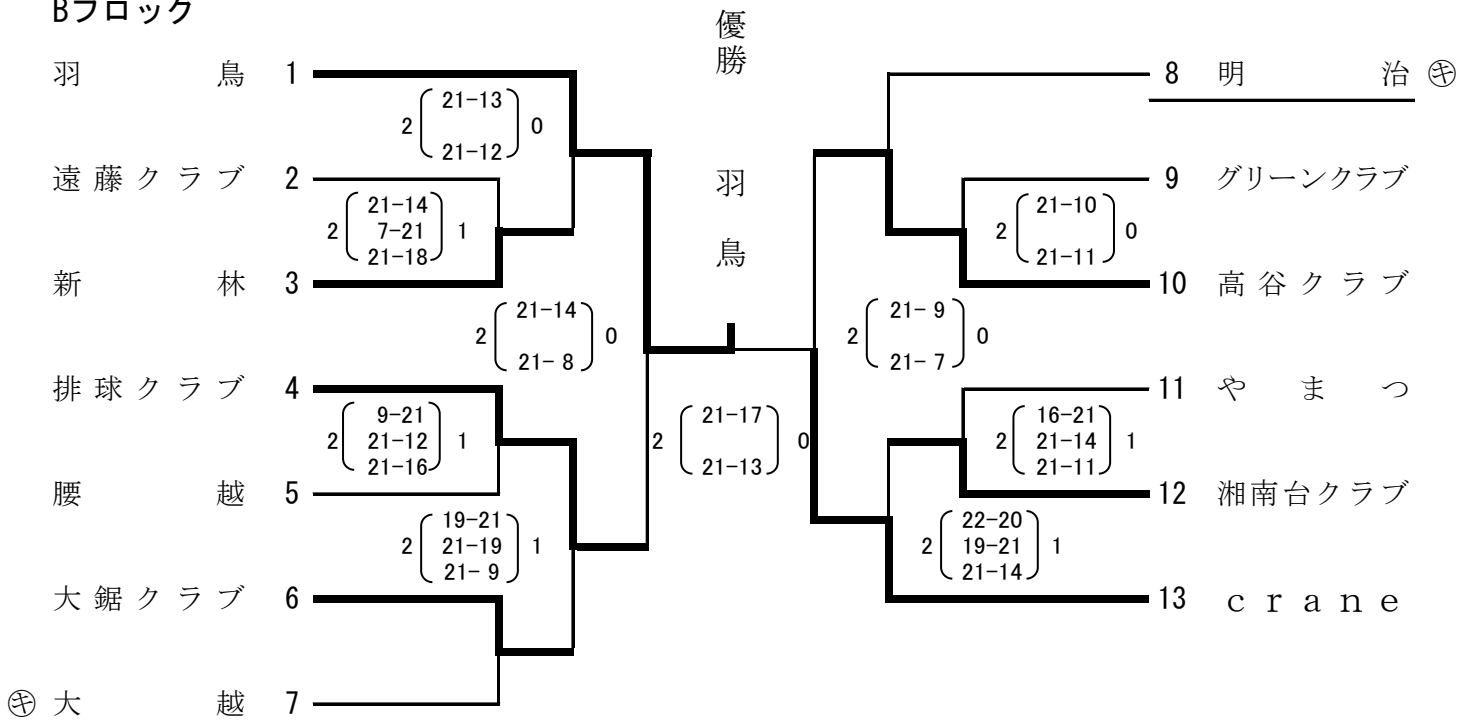 Bブロック
優勝
羽鳥
羽鳥 1
2 21-13 0
21-12
遠藤クラブ 2
21-14
2 7-21 1
21-18
新林 3
21-14
2 0
21- 8
排球クラブ 4
9-21
2 21-12 1
21-16
腰越 5
19-21
2 21-19 1
21- 9
大鋸クラブ 6
㋖ 大越 7
21-17
2 0
21-13
8 明治 ㋖
9 グリーンクラブ
21-10
2 0
21-11
10 高谷クラブ
21- 9
2 0
21- 7
11 やまつ
16-21
2 21-14 1
21-11
12 湘南台クラブ
22-20
2 19-21 1
21-14
13 ｃｒａｎｅ